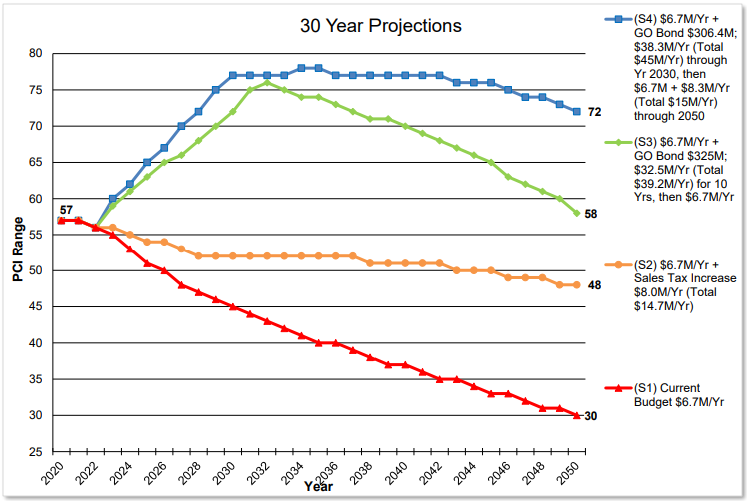 30 Year Projections
PCI Range
80
75
70
65
60
55
50
45
40
35
30
25
57
72
58
48
30
2020
2022
2024
2026
2028
2030
2032
2034
2036
2038
2040
2042
2044
2046
2048
2050
Year
(S4) $6.7M/Yr +
GO Bond $306.4M;
$38.3M/Yr (Total
$45M/Yr) through
Yr 2030, then
$6.7M + $8.3M/Yr
(Total $15M/Yr)
through 2050
(S3) $6.7M/Yr +
GO Bond $325M;
$32.5M/Yr (Total
$39.2M/Yr) for 10
Yrs, then $6.7M/Yr
(S2) $6.7M/Yr +
Sales Tax Increase
$8.0M/Yr (Total
$14.7M/Yr)
(S1) Current
Budget $6.7M/Yr